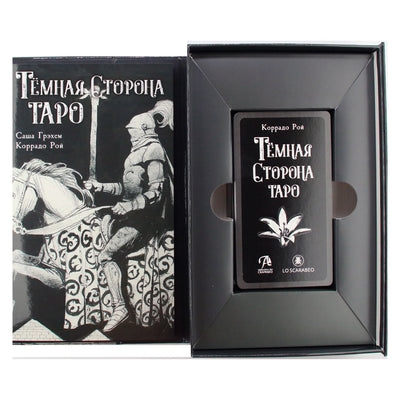 ТЁМНАЯ СТОРОНА
ТАРО
Саша Грэхем
Коррадо Рой
Коррадо Рой
ТЁМНАЯ
СТОРОНА
ТАРО
LO SCARABEO